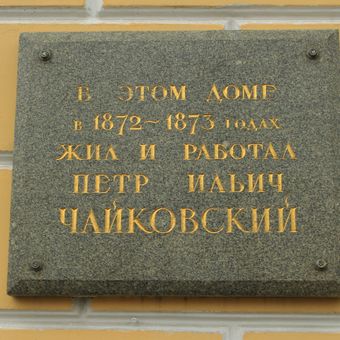 В ЭТОМ ДОМЕ
в 1872~1873 годах
ЖИЛ И РАБОТАЛ
ПЕТР ИЛЬИЧ
ЧАЙКОВСКИЙ